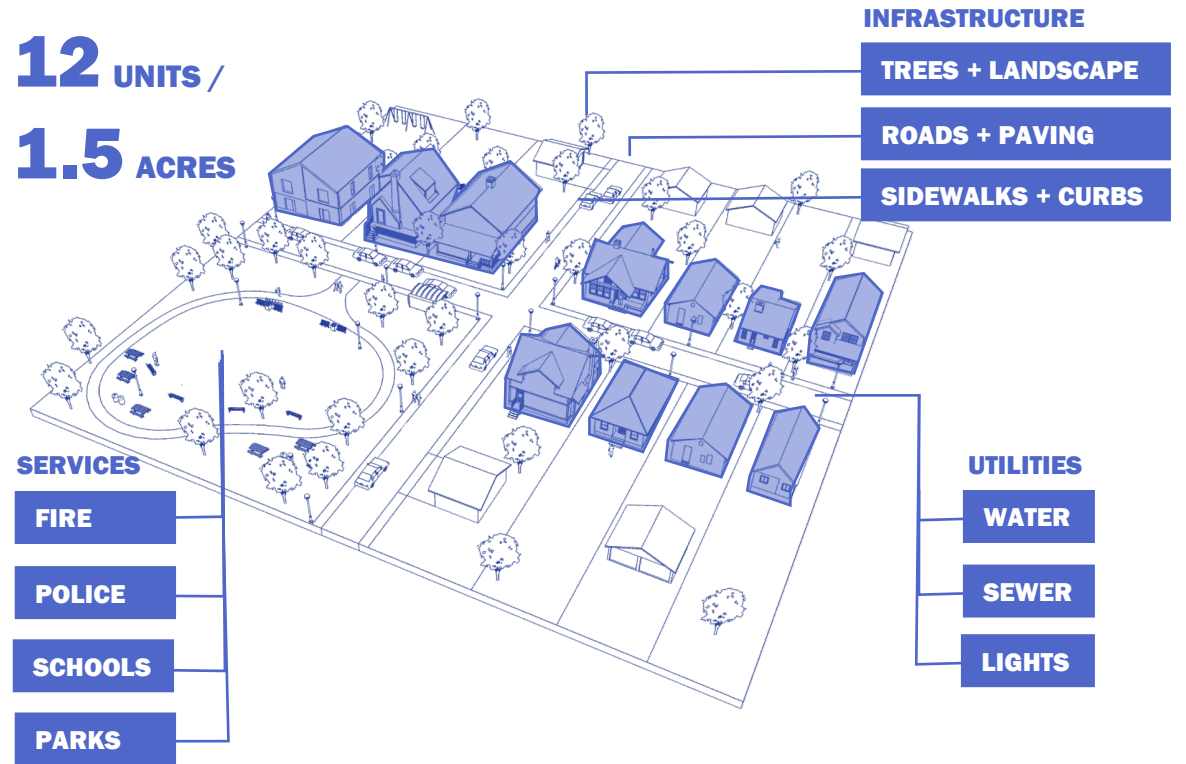 12 UNITS /
1.5 ACRES
INFRASTRUCTURE
TREES + LANDSCAPE
ROADS + PAVING
SIDEWALKS + CURBS
SERVICES
FIRE
POLICE
SCHOOLS
PARKS
UTILITIES
WATER
SEWER
LIGHTS